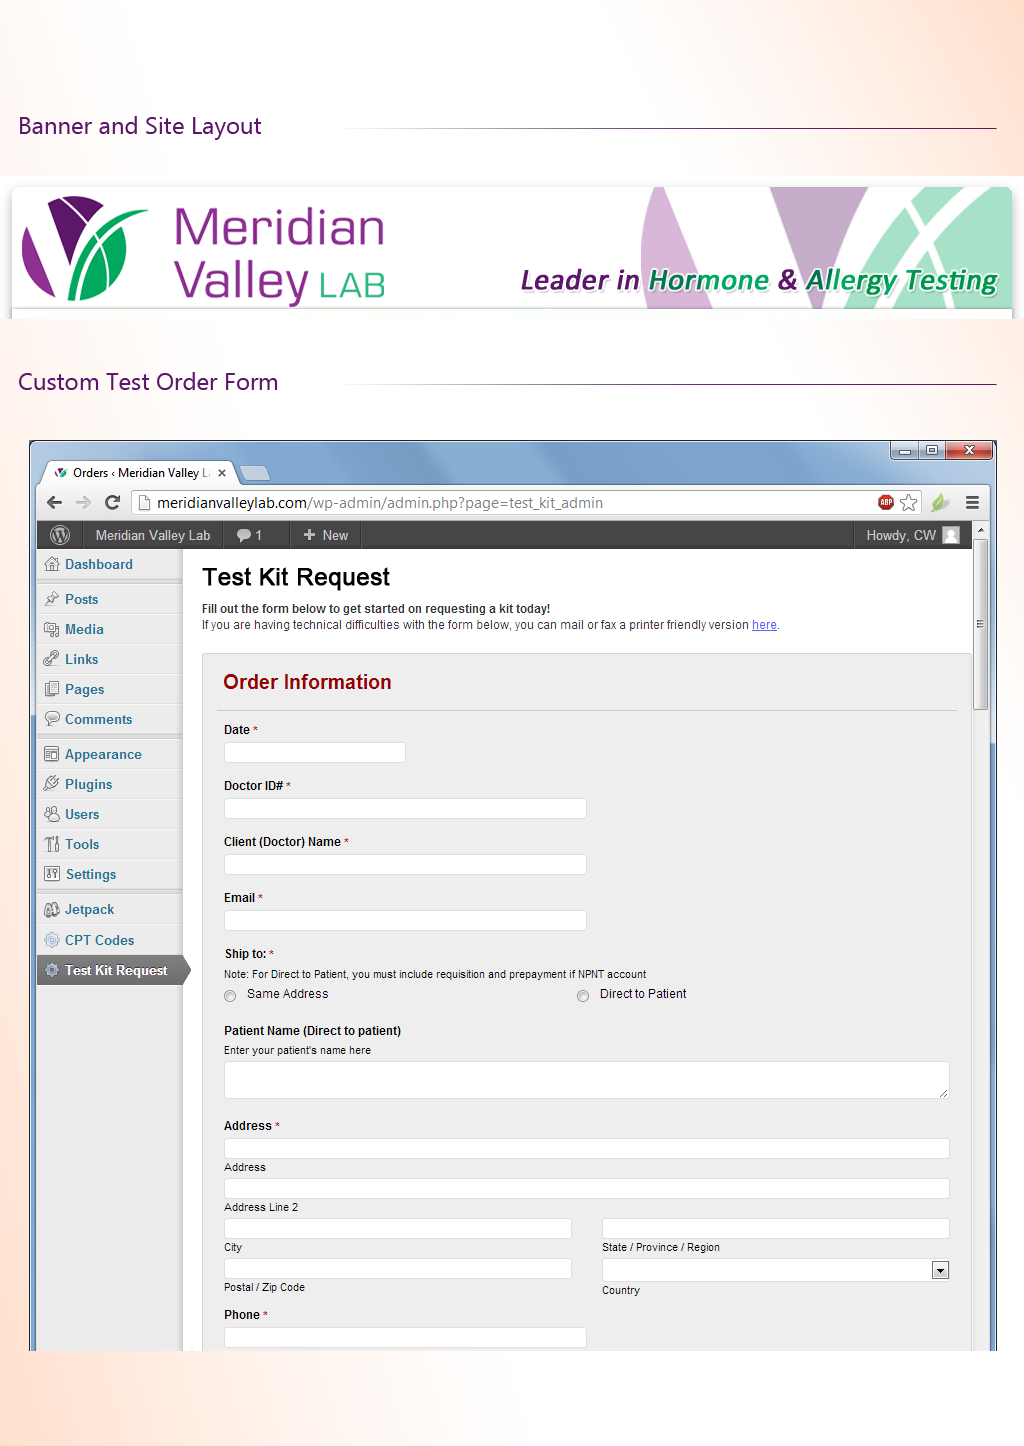 Banner and Site Layout
Meridian
Valley LAB
Leader in Hormone & Allergy Testing
Custom Test Order Form
Orders ‹ Meridian Valley L
meridianvalleylab.com/wp-admin/admin.php?page=test_kit_admin
ABP
Meridian Valley Lab
1
New
Howdy, CW
Dashboard
Posts
Media
Links
Pages
Comments
Appearance
Plugins
Users
Tools
Settings
Jetpack
CPT Codes
Test Kit Request
Test Kit Request
Fill out the form below to get started on requesting a kit today!
If you are having technical difficulties with the form below, you can mail or fax a printer friendly version here.
Order Information
Date *
Doctor ID# *
Client (Doctor) Name *
Email *
Ship to: *
Note: For Direct to Patient, you must include requisition and prepayment if NPNT account
Same Address Direct to Patient
Patient Name (Direct to patient)
Enter your patient's name here
Address *
Address
Address Line 2
City State / Province / Region
Postal / Zip Code Country
Phone *